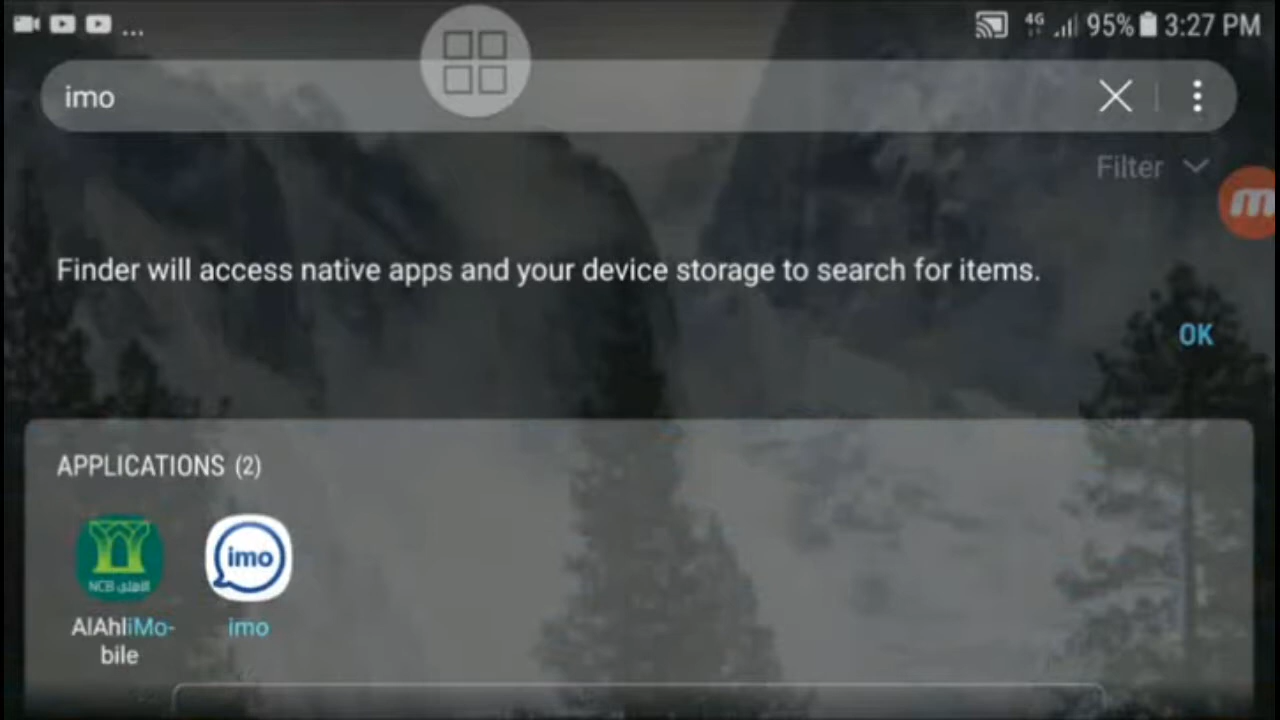 ... 4G 95% 3:27 PM
imo
Filter
m
Finder will access native apps and your device storage to search for items.
OK
APPLICATIONS (2)
NCB الأهلي
imo
AlAhliMo-
bile
imo